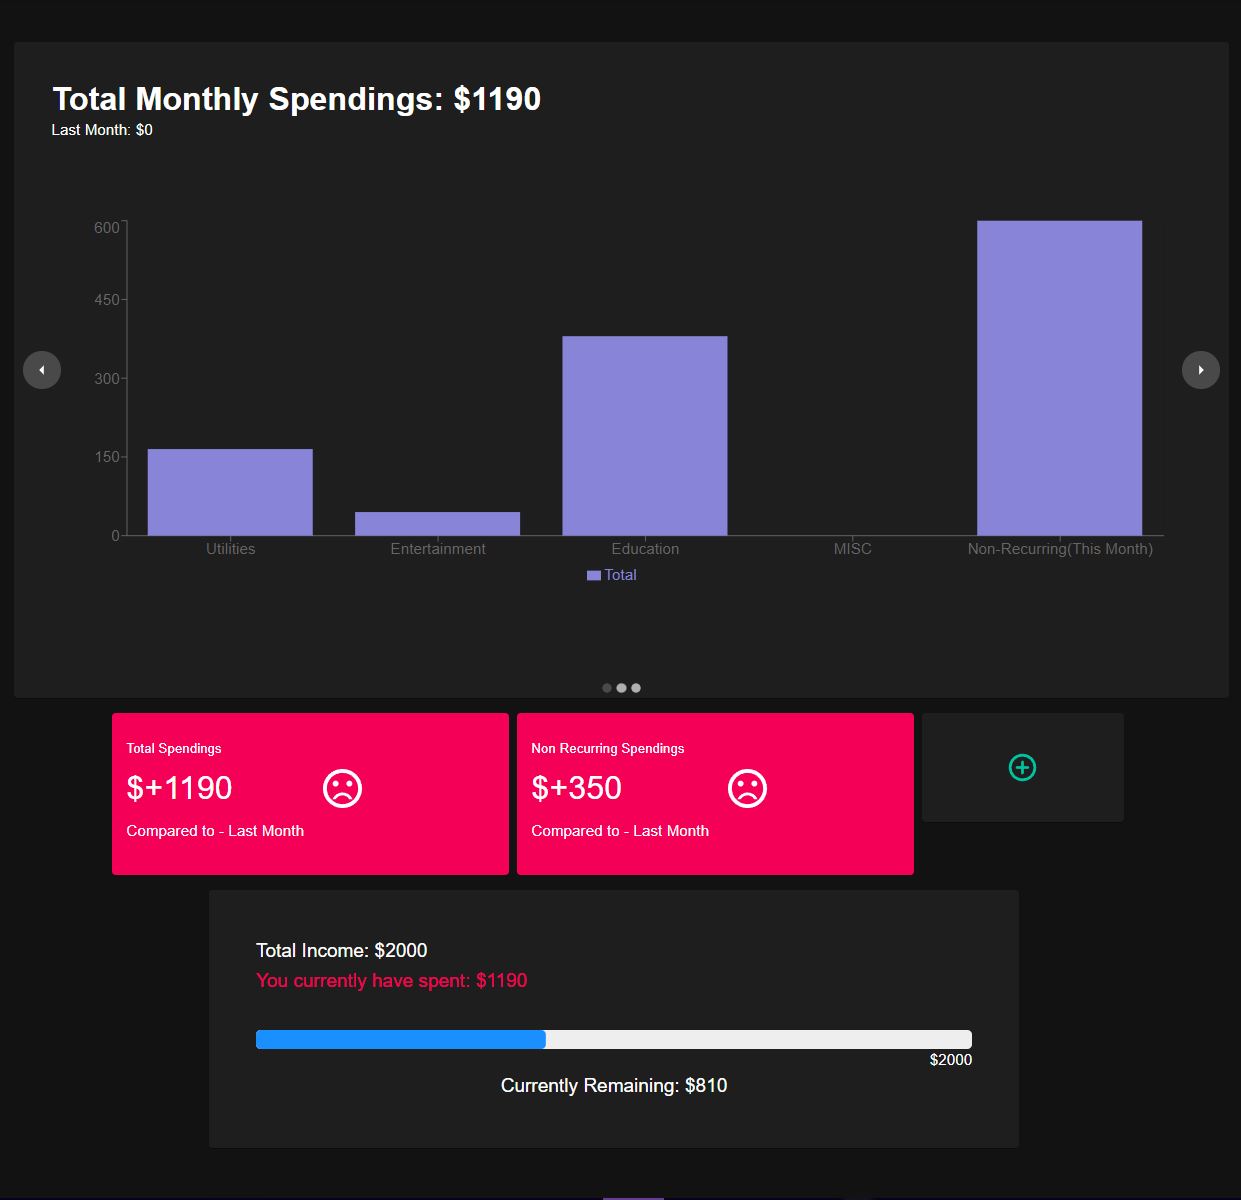 Total Monthly Spendings: $1190
Last Month: $0
600
450
300
150
0
Utilities Entertainment Education MISC Non-Recurring(This Month)
Total
Total Spendings
$+1190
Compared to - Last Month
Non Recurring Spendings
$+350
Compared to - Last Month
Total Income: $2000
You currently have spent: $1190
$2000
Currently Remaining: $810